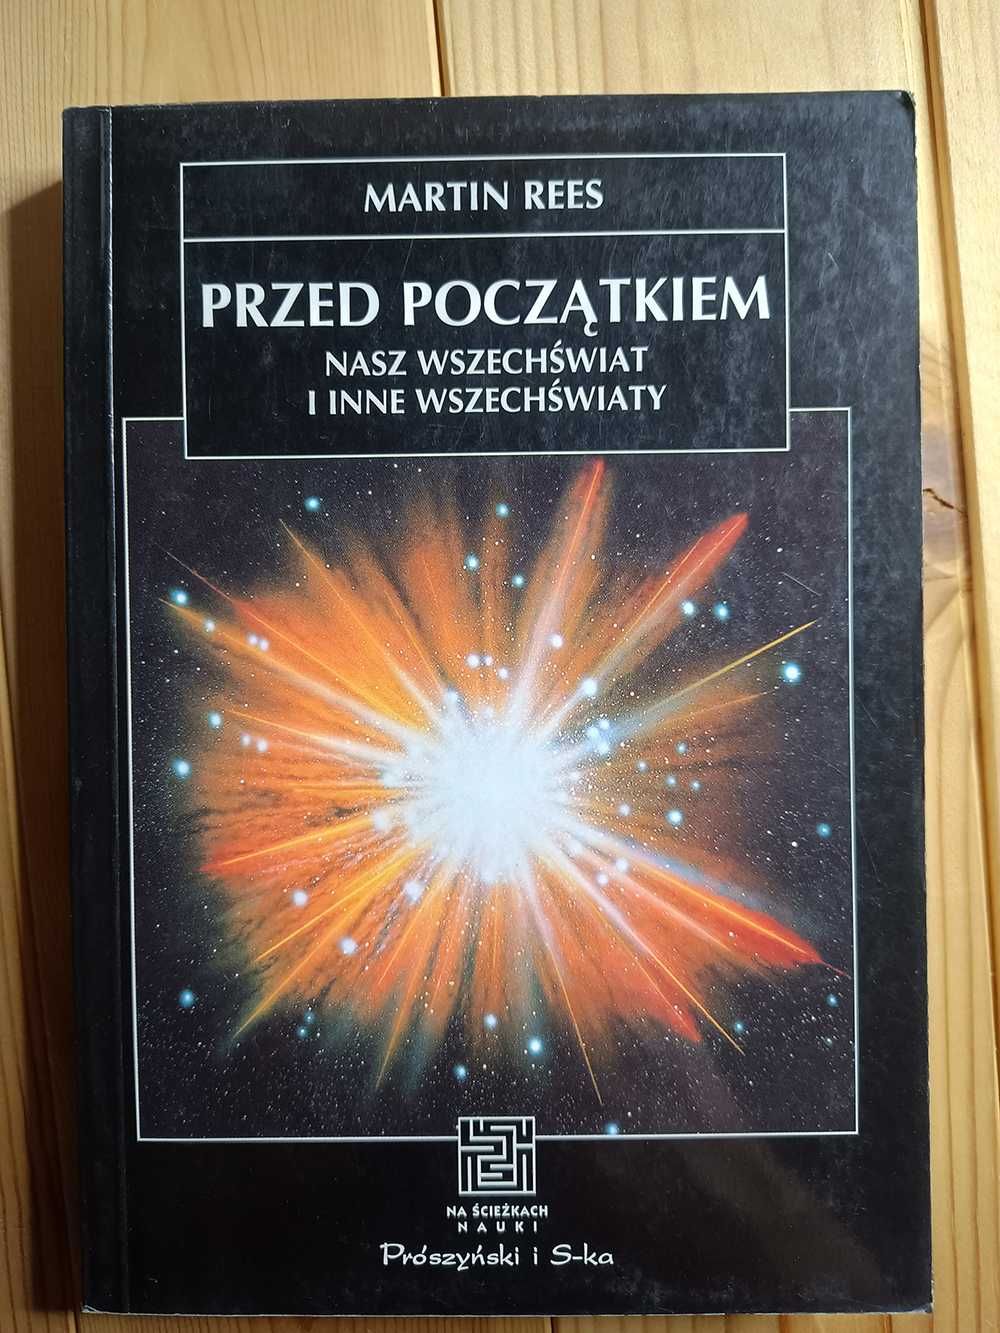 MARTIN REES
PRZED POCZĄTKIEM
NASZ WSZECHŚWIAT
I INNE WSZECHŚWIATY
NA ŚCIEŻKACH
NAUKI
Prószyński i S-ka